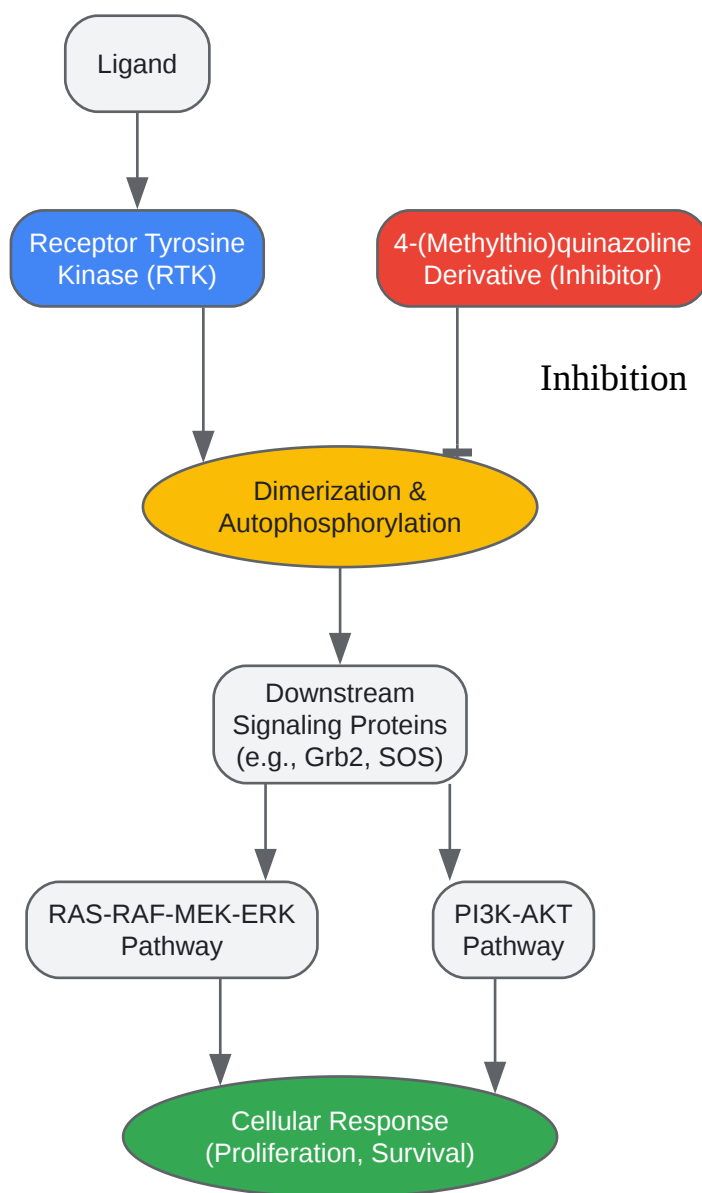 Ligand
Receptor Tyrosine
Kinase (RTK)
4-(Methylthio)quinazoline
Derivative (Inhibitor)
Inhibition
Dimerization &
Autophosphorylation
Downstream
Signaling Proteins
(e.g., Grb2, SOS)
RAS-RAF-MEK-ERK
Pathway
PI3K-AKT
Pathway
Cellular Response
(Proliferation, Survival)